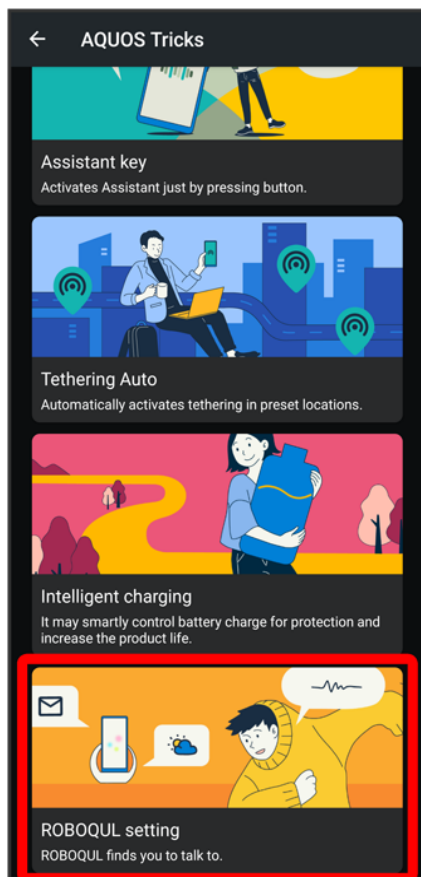 AQUOS Tricks
Assistant key
Activates Assistant just by pressing button.
Tethering Auto
Automatically activates tethering in preset locations.
Intelligent charging
It may smartly control battery charge for protection and
increase the product life.
ROBOQUL setting
ROBOQUL finds you to talk to.